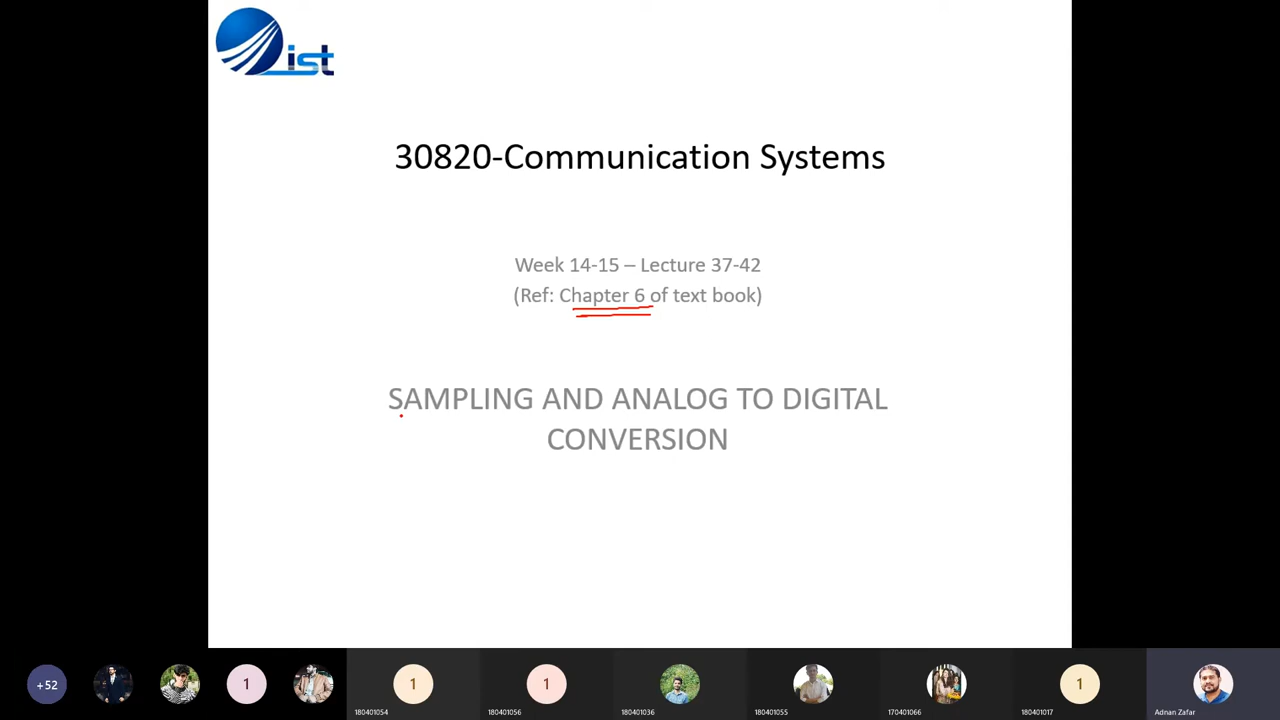 ist
30820-Communication Systems
Week 14-15 – Lecture 37-42
(Ref: Chapter 6 of text book)
SAMPLING AND ANALOG TO DIGITAL
CONVERSION
+52
1
1
1
1
180401054
180401056
180401036
180401055
170401066
180401017
Adnan Zafar